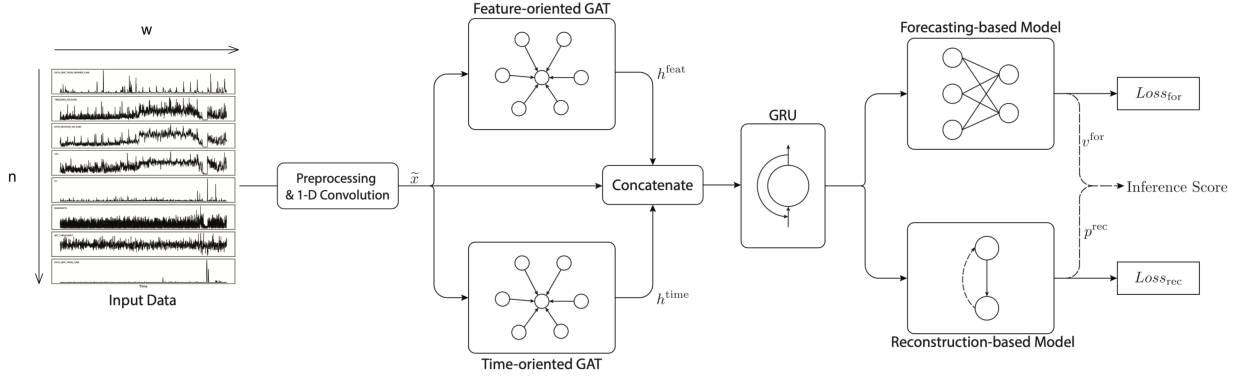 w
n
Time
Input Data
Preprocessing
& 1-D Convolution
x̃
Feature-oriented GAT
h^feat
Concatenate
Time-oriented GAT
h^time
GRU
Forecasting-based Model
Loss_for
v^for
Inference Score
p^rec
Loss_rec
Reconstruction-based Model